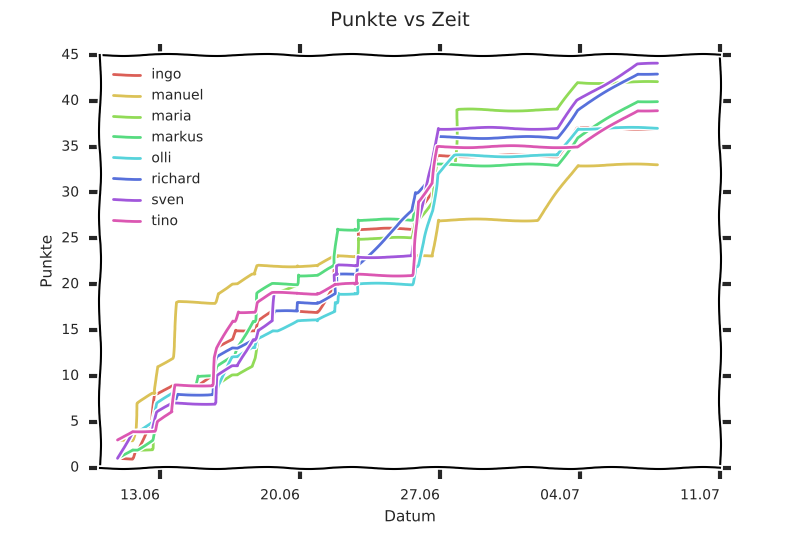 Punkte vs Zeit
45
40
35
30
25
20
15
10
5
0
Punkte
ingo
manuel
maria
markus
olli
richard
sven
tino
13.06 20.06 27.06 04.07 11.07
Datum